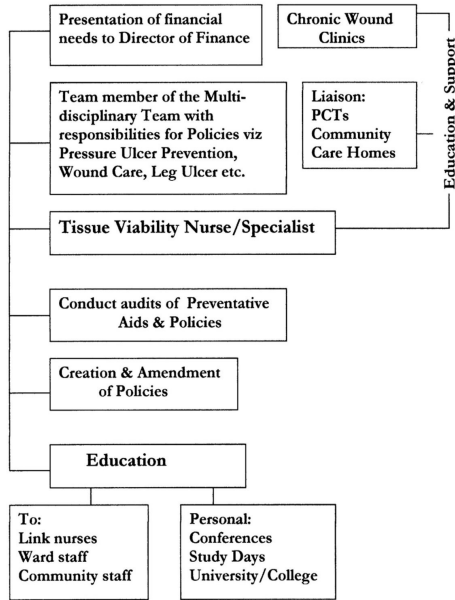 Presentation of financial
needs to Director of Finance
Chronic Wound
Clinics
Team member of the Multi-
disciplinary Team with
responsibilities for Policies viz
Pressure Ulcer Prevention,
Wound Care, Leg Ulcer etc.
Liaison:
PCTs
Community
Care Homes
Education & Support
Tissue Viability Nurse/Specialist
Conduct audits of Preventative
Aids & Policies
Creation & Amendment
of Policies
Education
To:
Link nurses
Ward staff
Community staff
Personal:
Conferences
Study Days
University/College